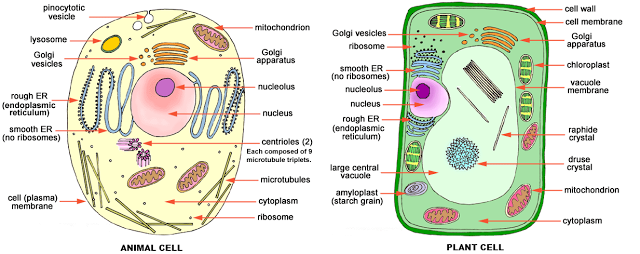 pinocytotic
vesicle
lysosome
Golgi
vesicles
rough ER
(endoplasmic
reticulum)
smooth ER
(no ribosomes)
cell (plasma)
membrane
mitochondrion
Golgi
apparatus
nucleolus
nucleus
centrioles (2)
Each composed of 9
microtubule triplets.
microtubules
cytoplasm
ribosome
ANIMAL CELL
Golgi vesicles
ribosome
smooth ER
(no ribosomes)
nucleolus
nucleus
rough ER
(endoplasmic
reticulum)
large central
vacuole
amyloplast
(starch grain)
cell wall
cell membrane
Golgi
apparatus
chloroplast
vacuole
membrane
raphide
crystal
druse
crystal
mitochondrion
cytoplasm
PLANT CELL